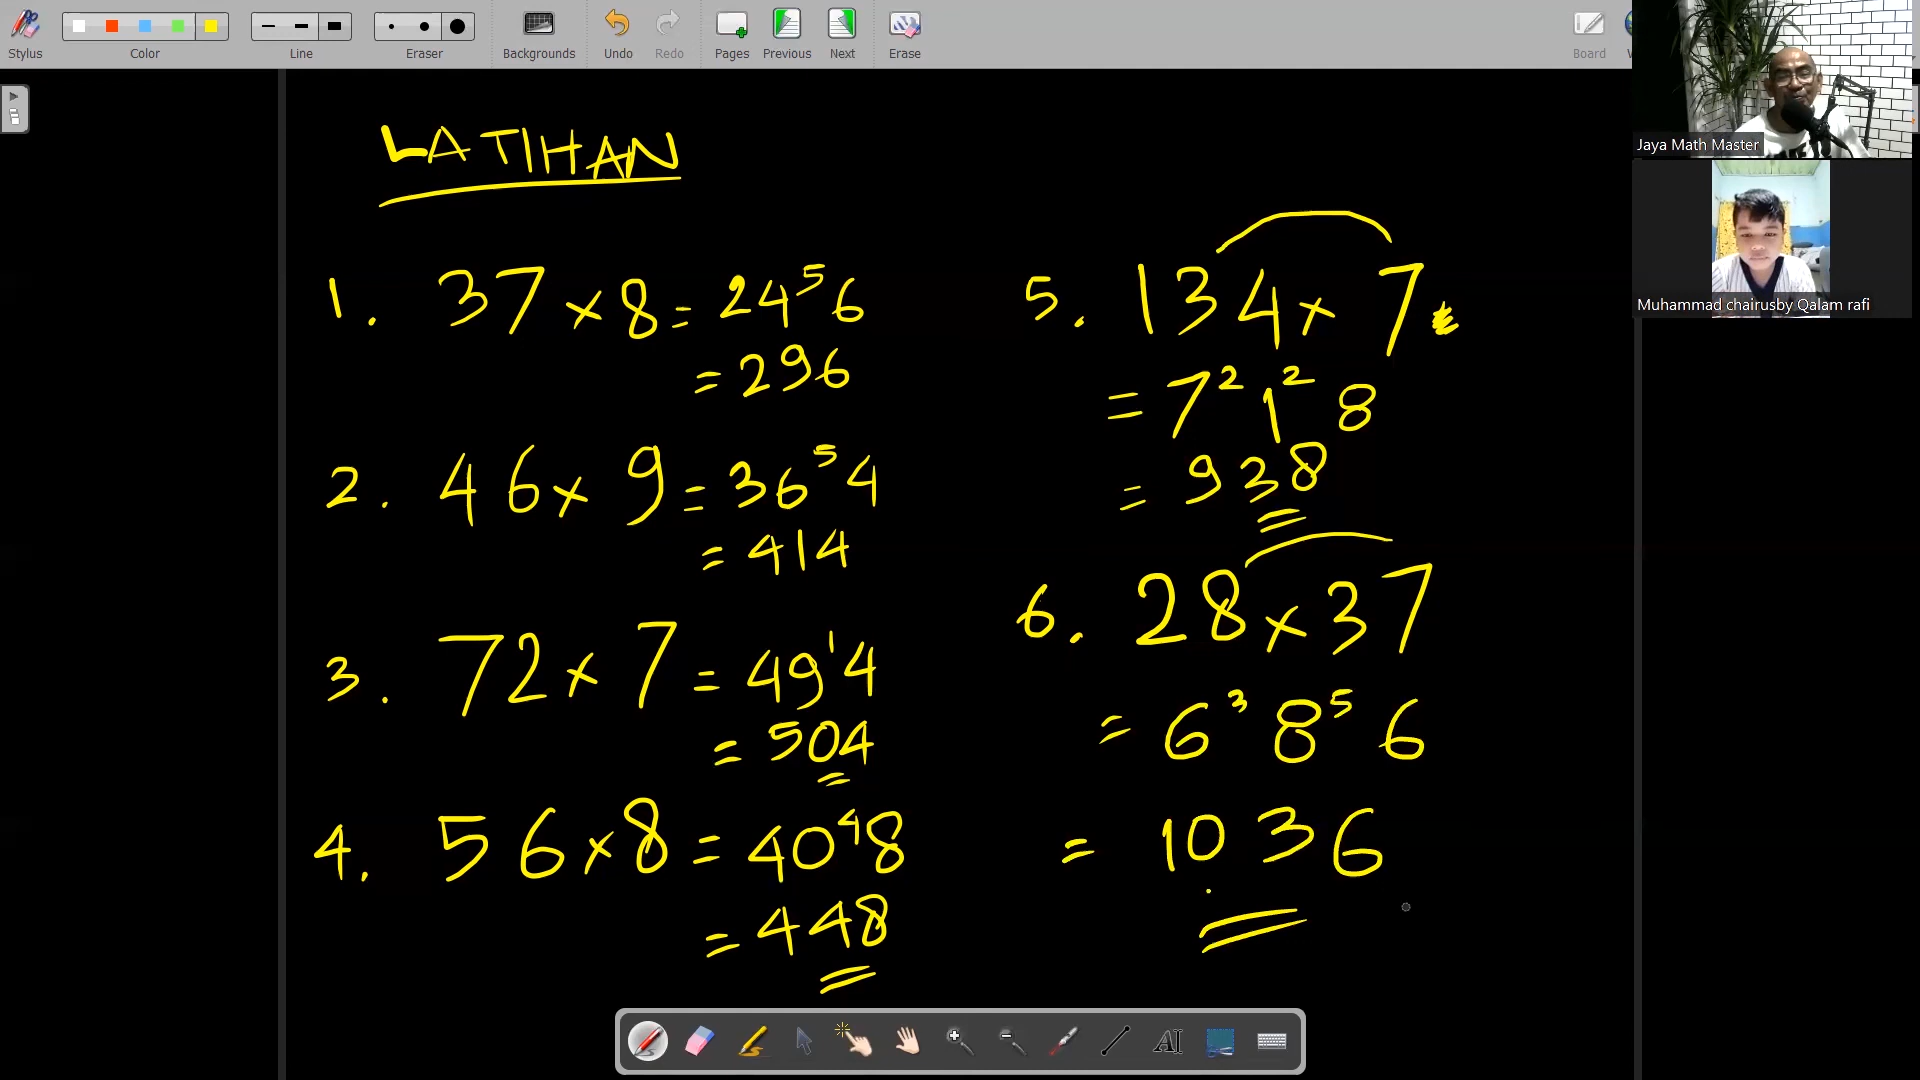 Stylus
Color
Line
Eraser
Backgrounds
Undo
Redo
Pages
Previous
Next
Erase
Board
Jaya Math Master
Muhammad chairusby Qalam rafi
LATIHAN
1. 37 × 8 = 24⁵6
= 296
2. 46 × 9 = 36⁵4
= 414
3. 72 × 7 = 49¹4
= 504
4. 56 × 8 = 40⁴8
= 448
5. 134 × 7
= 7²1²8
= 938
6. 28 × 37
= 6³8⁵6
= 1036
AI